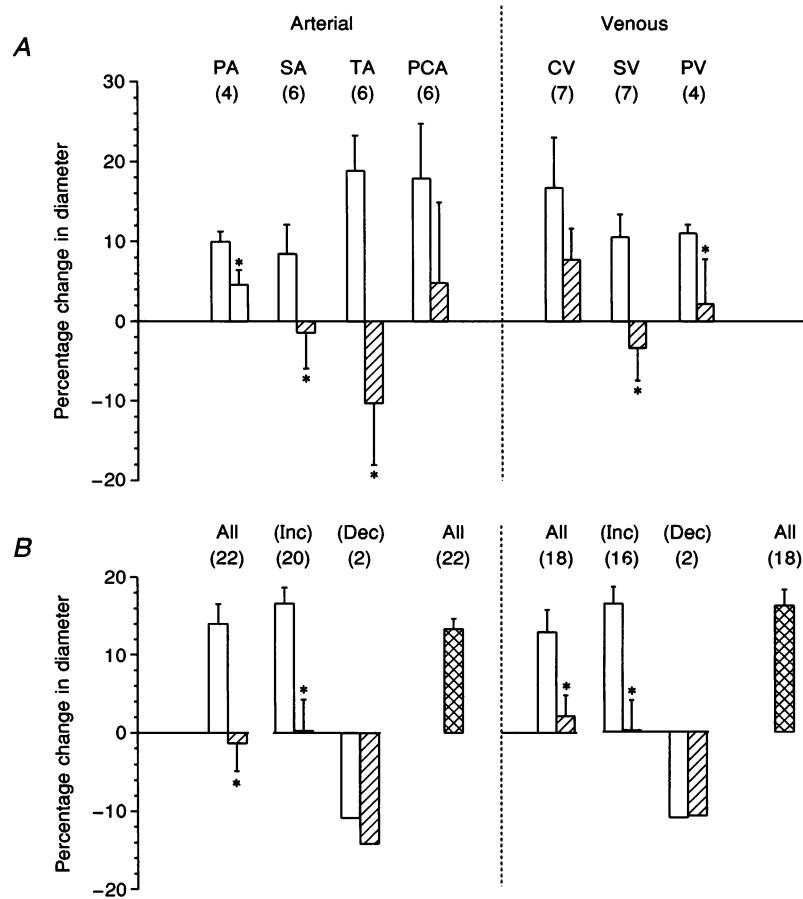 Arterial Venous
A
PA SA TA PCA CV SV PV
(4) (6) (6) (6) (7) (7) (4)
30
20
10
0
−10
−20
Percentage change in diameter
* * * * *
B
All (Inc) (Dec) All All (Inc) (Dec) All
(22) (20) (2) (22) (18) (16) (2) (18)
20
10
0
−10
−20
Percentage change in diameter
* * * *